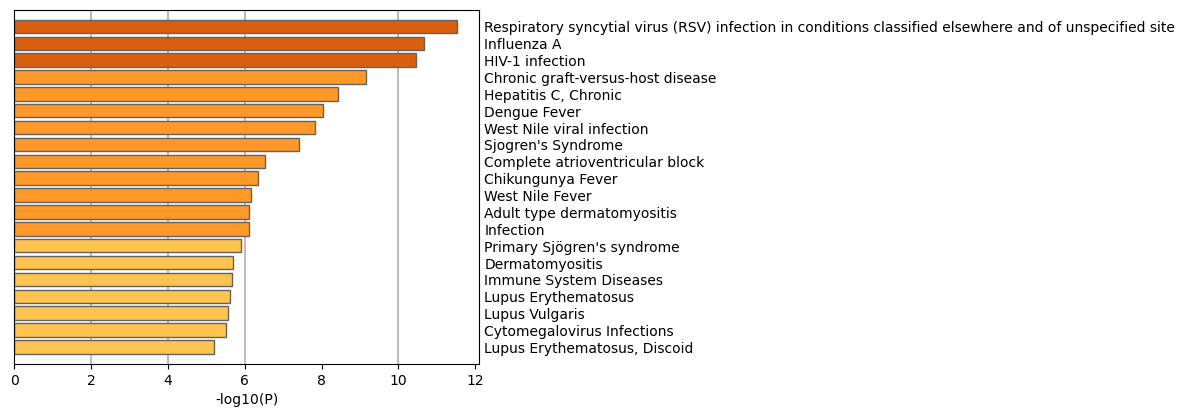 Respiratory syncytial virus (RSV) infection in conditions classified elsewhere and of unspecified site
Influenza A
HIV-1 infection
Chronic graft-versus-host disease
Hepatitis C, Chronic
Dengue Fever
West Nile viral infection
Sjogren's Syndrome
Complete atrioventricular block
Chikungunya Fever
West Nile Fever
Adult type dermatomyositis
Infection
Primary Sjögren's syndrome
Dermatomyositis
Immune System Diseases
Lupus Erythematosus
Lupus Vulgaris
Cytomegalovirus Infections
Lupus Erythematosus, Discoid
0 2 4 6 8 10 12
-log10(P)